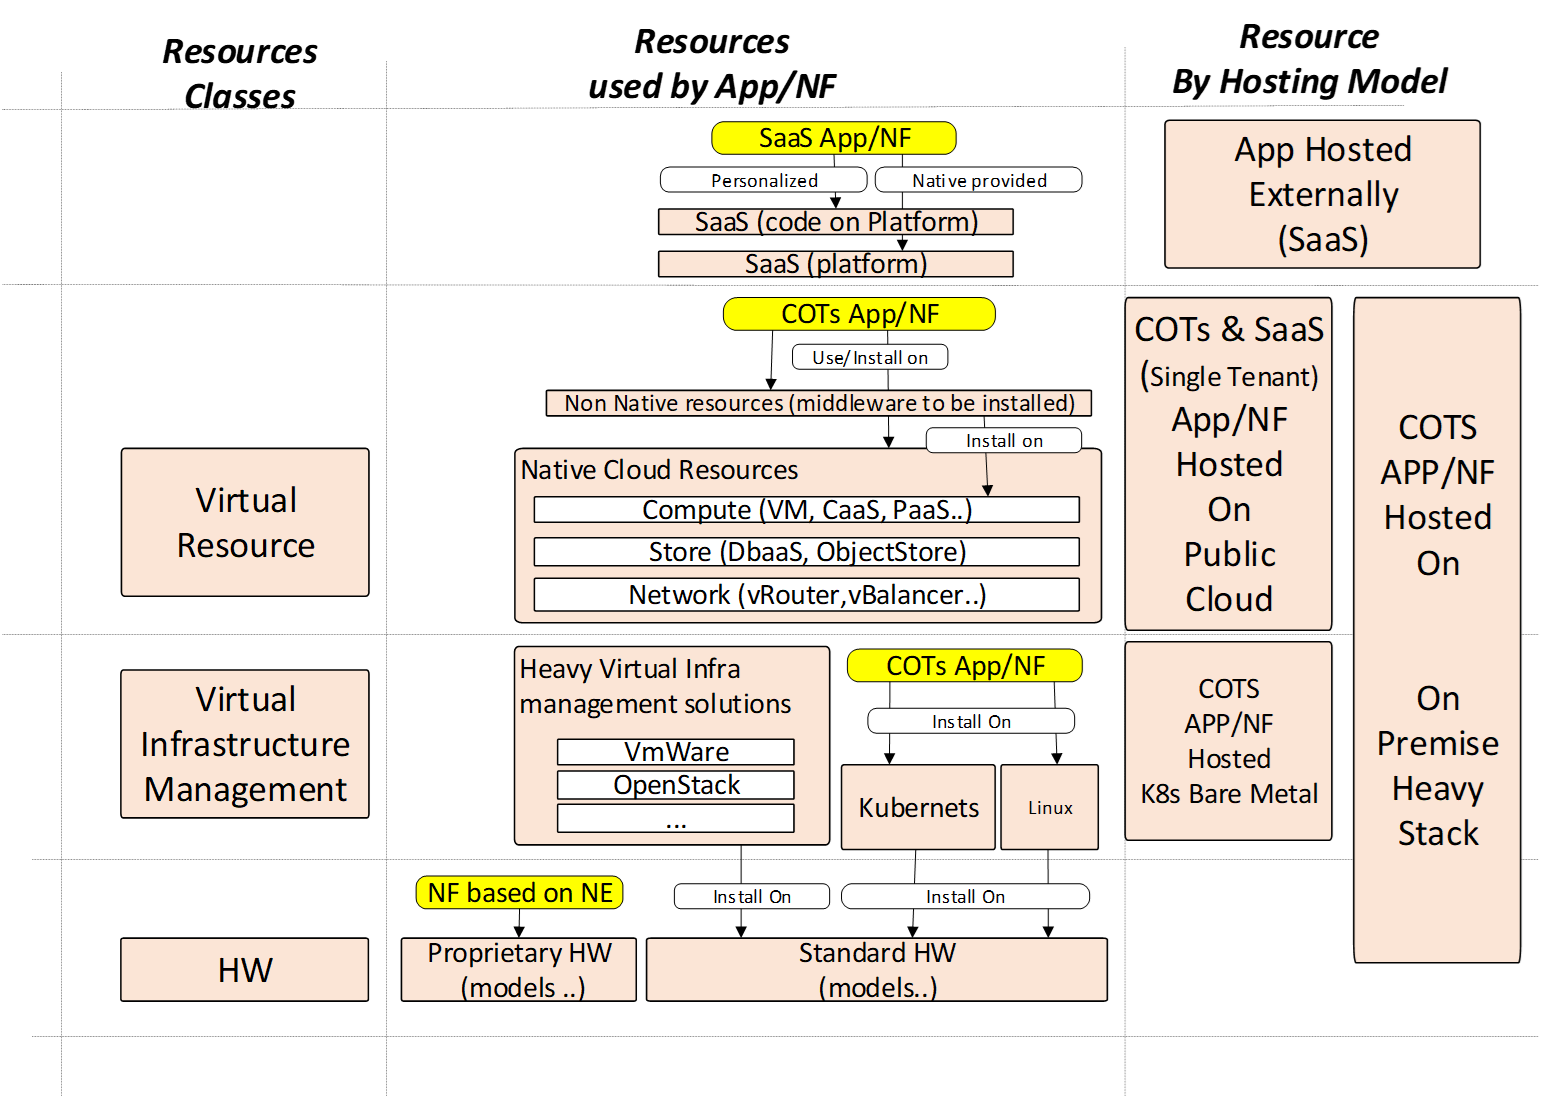 Resources
Classes
Resources
used by App/NF
Resource
By Hosting Model
SaaS App/NF
Personalized
Native provided
SaaS (code on Platform)
SaaS (platform)
App Hosted
Externally
(SaaS)
COTs App/NF
Use/Install on
Non Native resources (middleware to be installed)
Install on
Virtual
Resource
Native Cloud Resources
Compute (VM, CaaS, PaaS..)
Store (DbaaS, ObjectStore)
Network (vRouter,vBalancer..)
COTs & SaaS
(Single Tenant)
App/NF
Hosted
On
Public
Cloud
COTS
APP/NF
Hosted
On
On
Premise
Heavy
Stack
Virtual
Infrastructure
Management
Heavy Virtual Infra
management solutions
VmWare
OpenStack
...
COTs App/NF
Install On
Kubernets
Linux
COTS
APP/NF
Hosted
K8s Bare Metal
NF based on NE
Install On
Install On
HW
Proprietary HW
(models ..)
Standard HW
(models..)